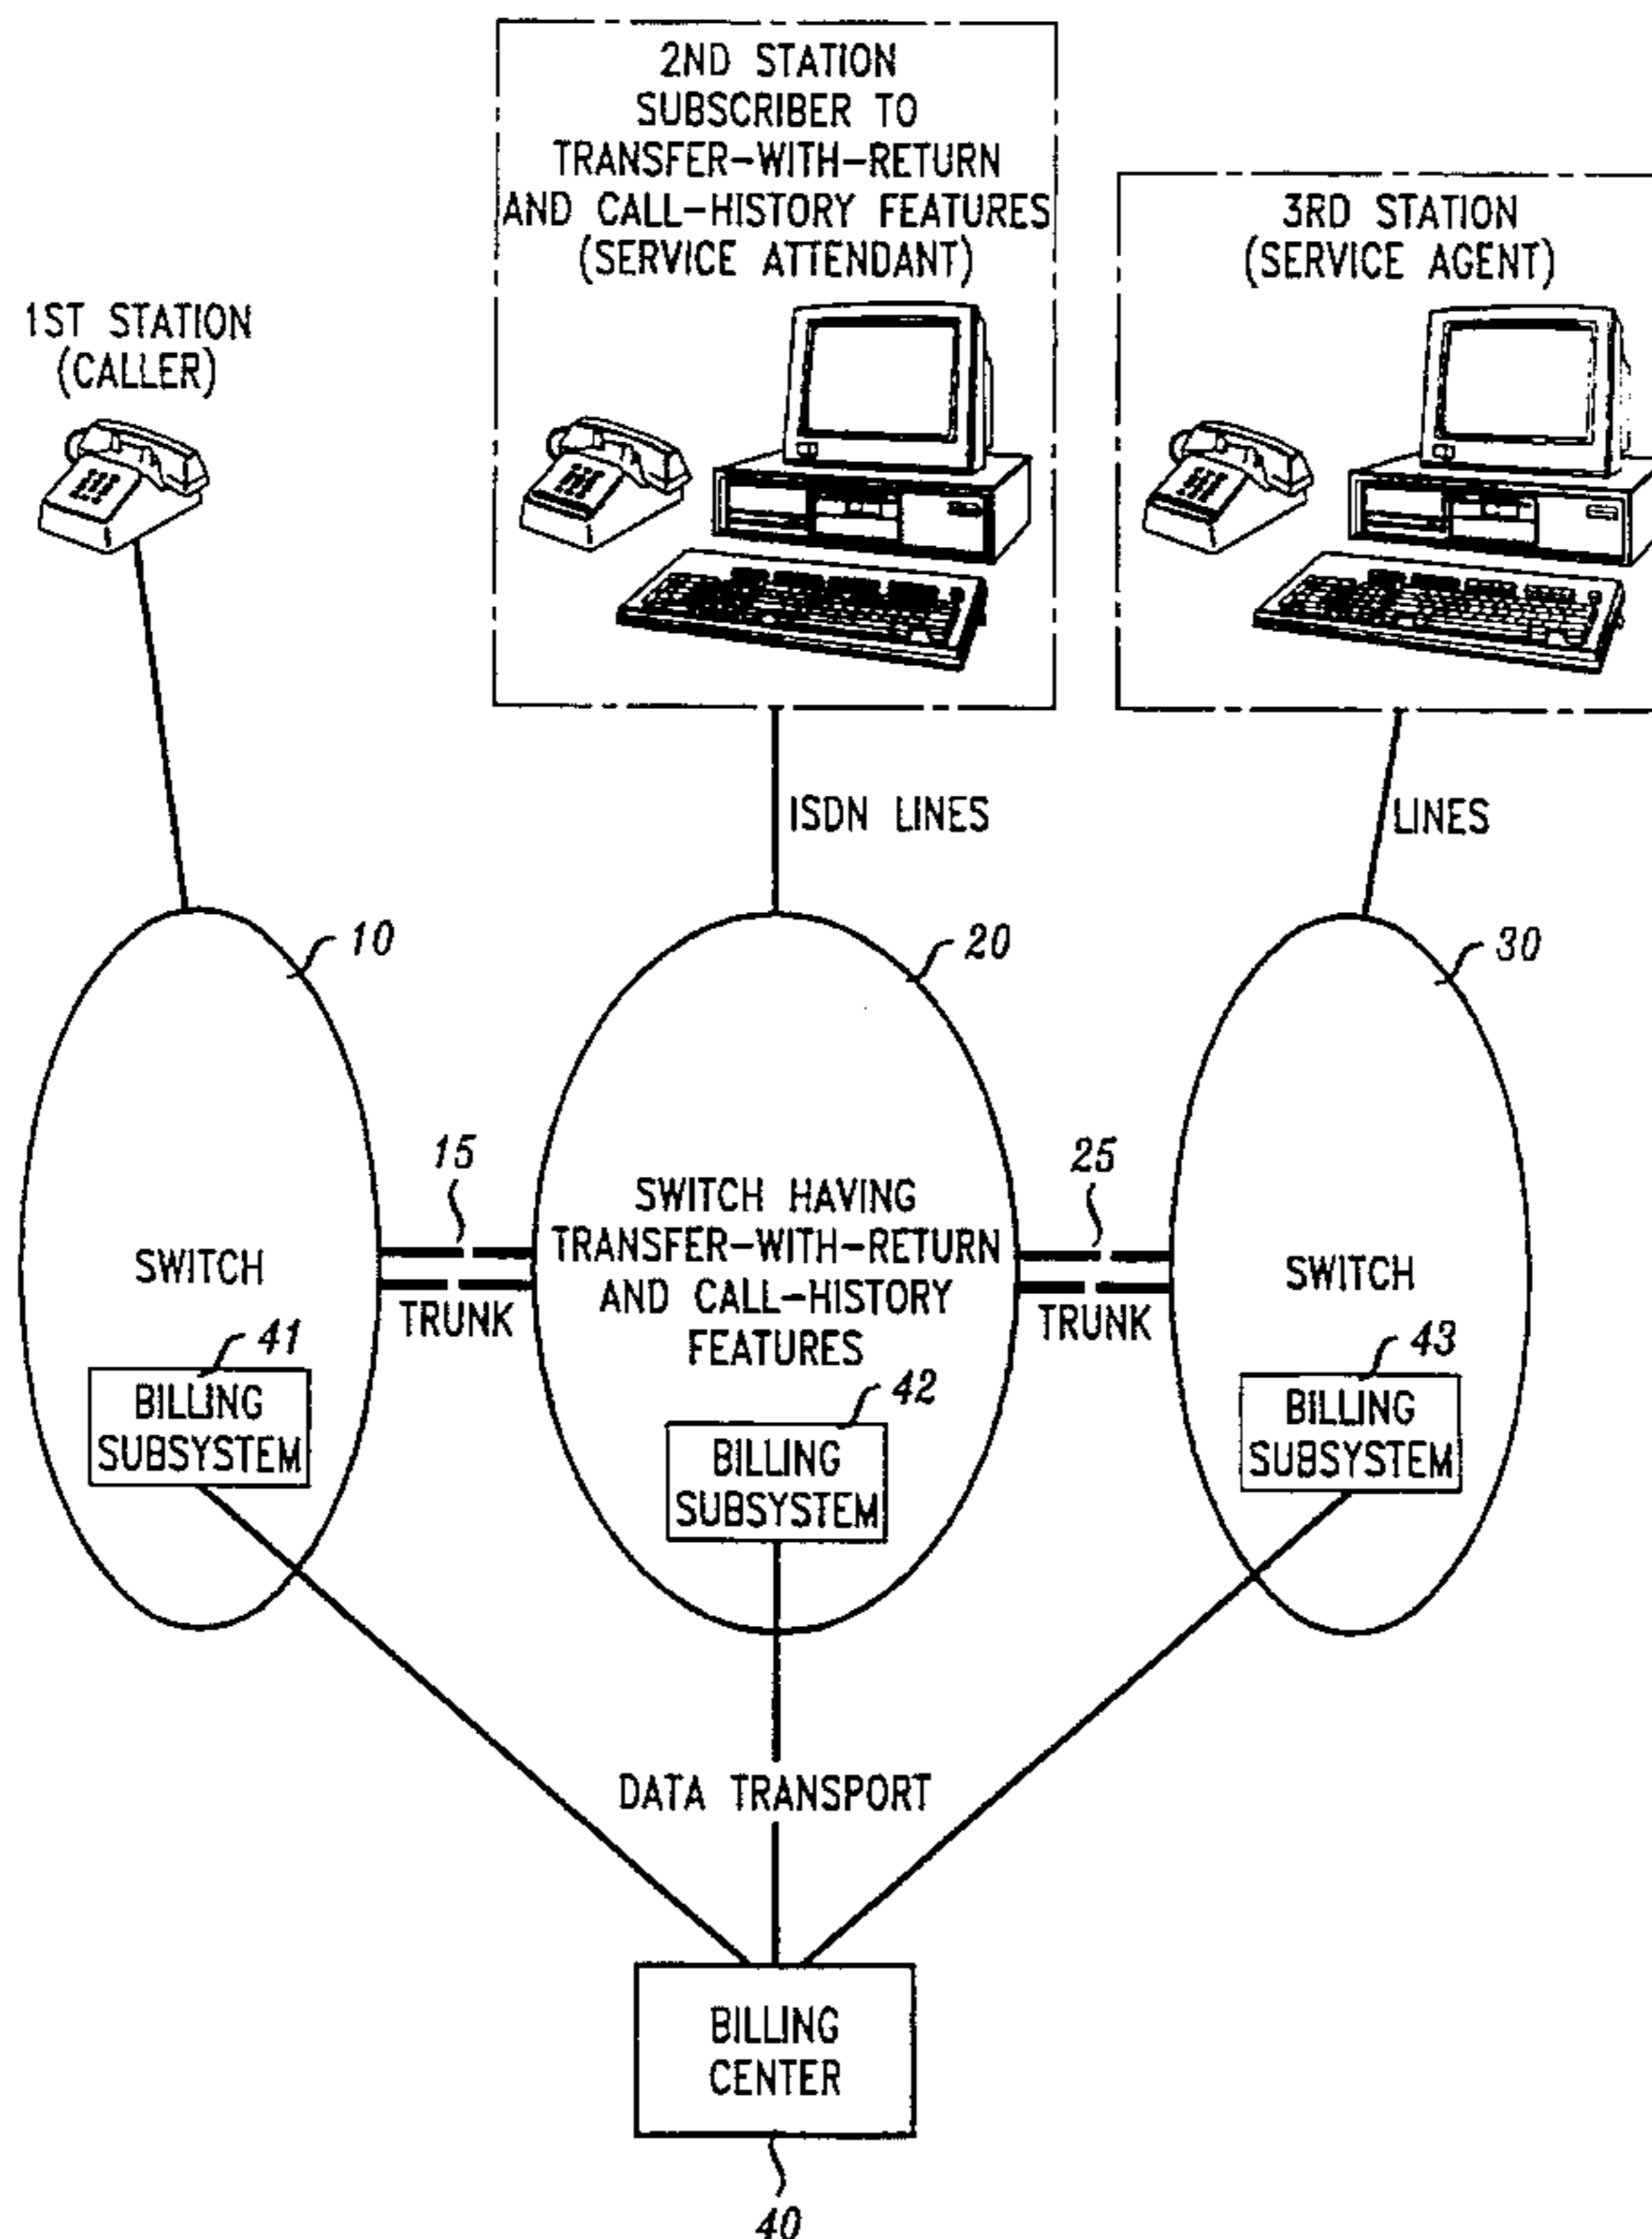 2ND STATION
SUBSCRIBER TO
TRANSFER-WITH-RETURN
AND CALL-HISTORY FEATURES
(SERVICE ATTENDANT)
3RD STATION
(SERVICE AGENT)
1ST STATION
(CALLER)
ISDN LINES
LINES
10
20
30
15
25
SWITCH
SWITCH HAVING
TRANSFER-WITH-RETURN
AND CALL-HISTORY
FEATURES
SWITCH
TRUNK
TRUNK
41
BILLING
SUBSYSTEM
42
BILLING
SUBSYSTEM
43
BILLING
SUBSYSTEM
DATA TRANSPORT
BILLING
CENTER
40